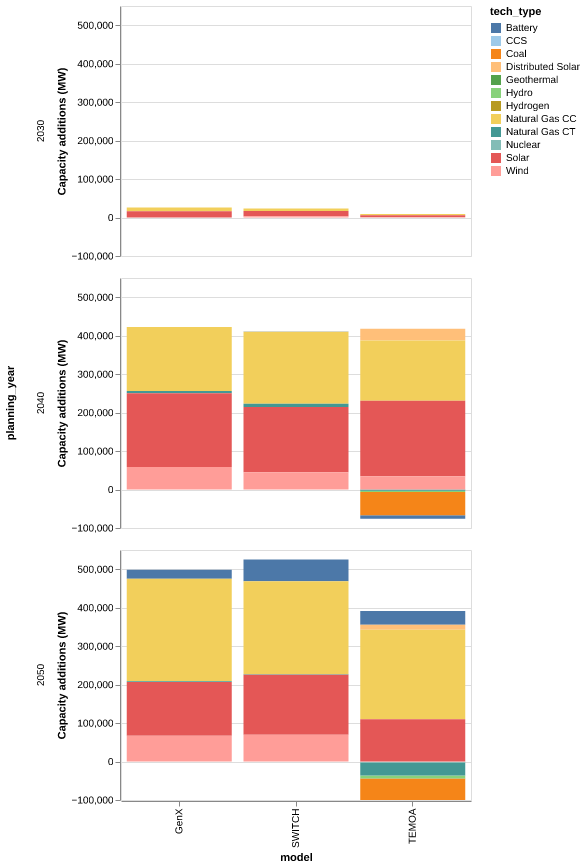 tech_type
Battery
CCS
Coal
Distributed Solar
Geothermal
Hydro
Hydrogen
Natural Gas CC
Natural Gas CT
Nuclear
Solar
Wind
planning_year
2030
Capacity additions (MW)
500,000
400,000
300,000
200,000
100,000
0
−100,000
2040
Capacity additions (MW)
500,000
400,000
300,000
200,000
100,000
0
−100,000
2050
Capacity additions (MW)
500,000
400,000
300,000
200,000
100,000
0
−100,000
GenX
SWITCH
TEMOA
model